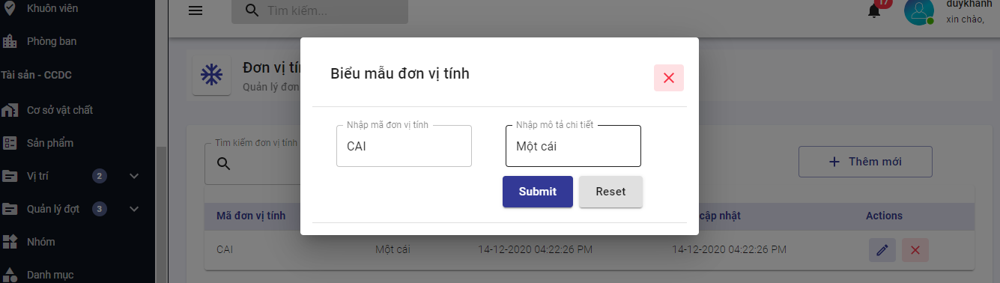 Khuôn viên
Phòng ban
Tài sản - CCDC
Cơ sở vật chất
Sản phẩm
Vị trí 2
Quản lý đợt 3
Nhóm
Danh mục
Tìm kiếm...
17
duykhanh
xin chào,
Đơn vị tí
Quản lý đơn
Biểu mẫu đơn vị tính
Nhập mã đơn vị tính
CAI
Nhập mô tả chi tiết
Một cái
Submit
Reset
Tìm kiếm đơn vị tính
Thêm mới
Mã đơn vị tính cập nhật Actions
CAI Một cái 14-12-2020 04:22:26 PM 14-12-2020 04:22:26 PM